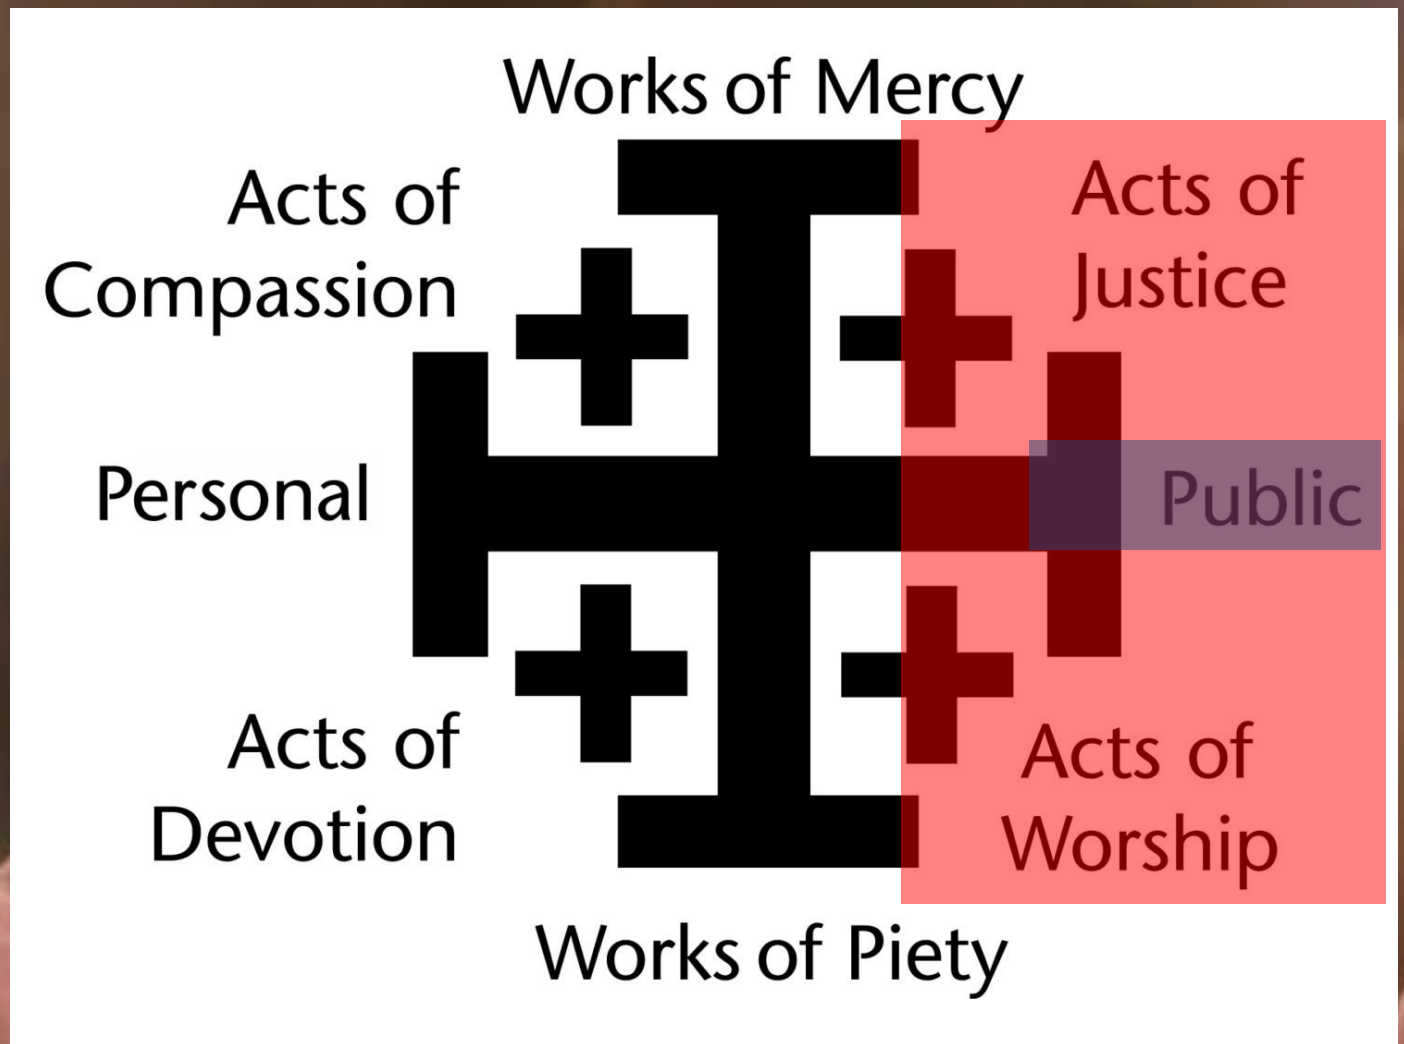 Works of Mercy
Acts of
Compassion
Acts of
Justice
Personal
Public
Acts of
Devotion
Acts of
Worship
Works of Piety